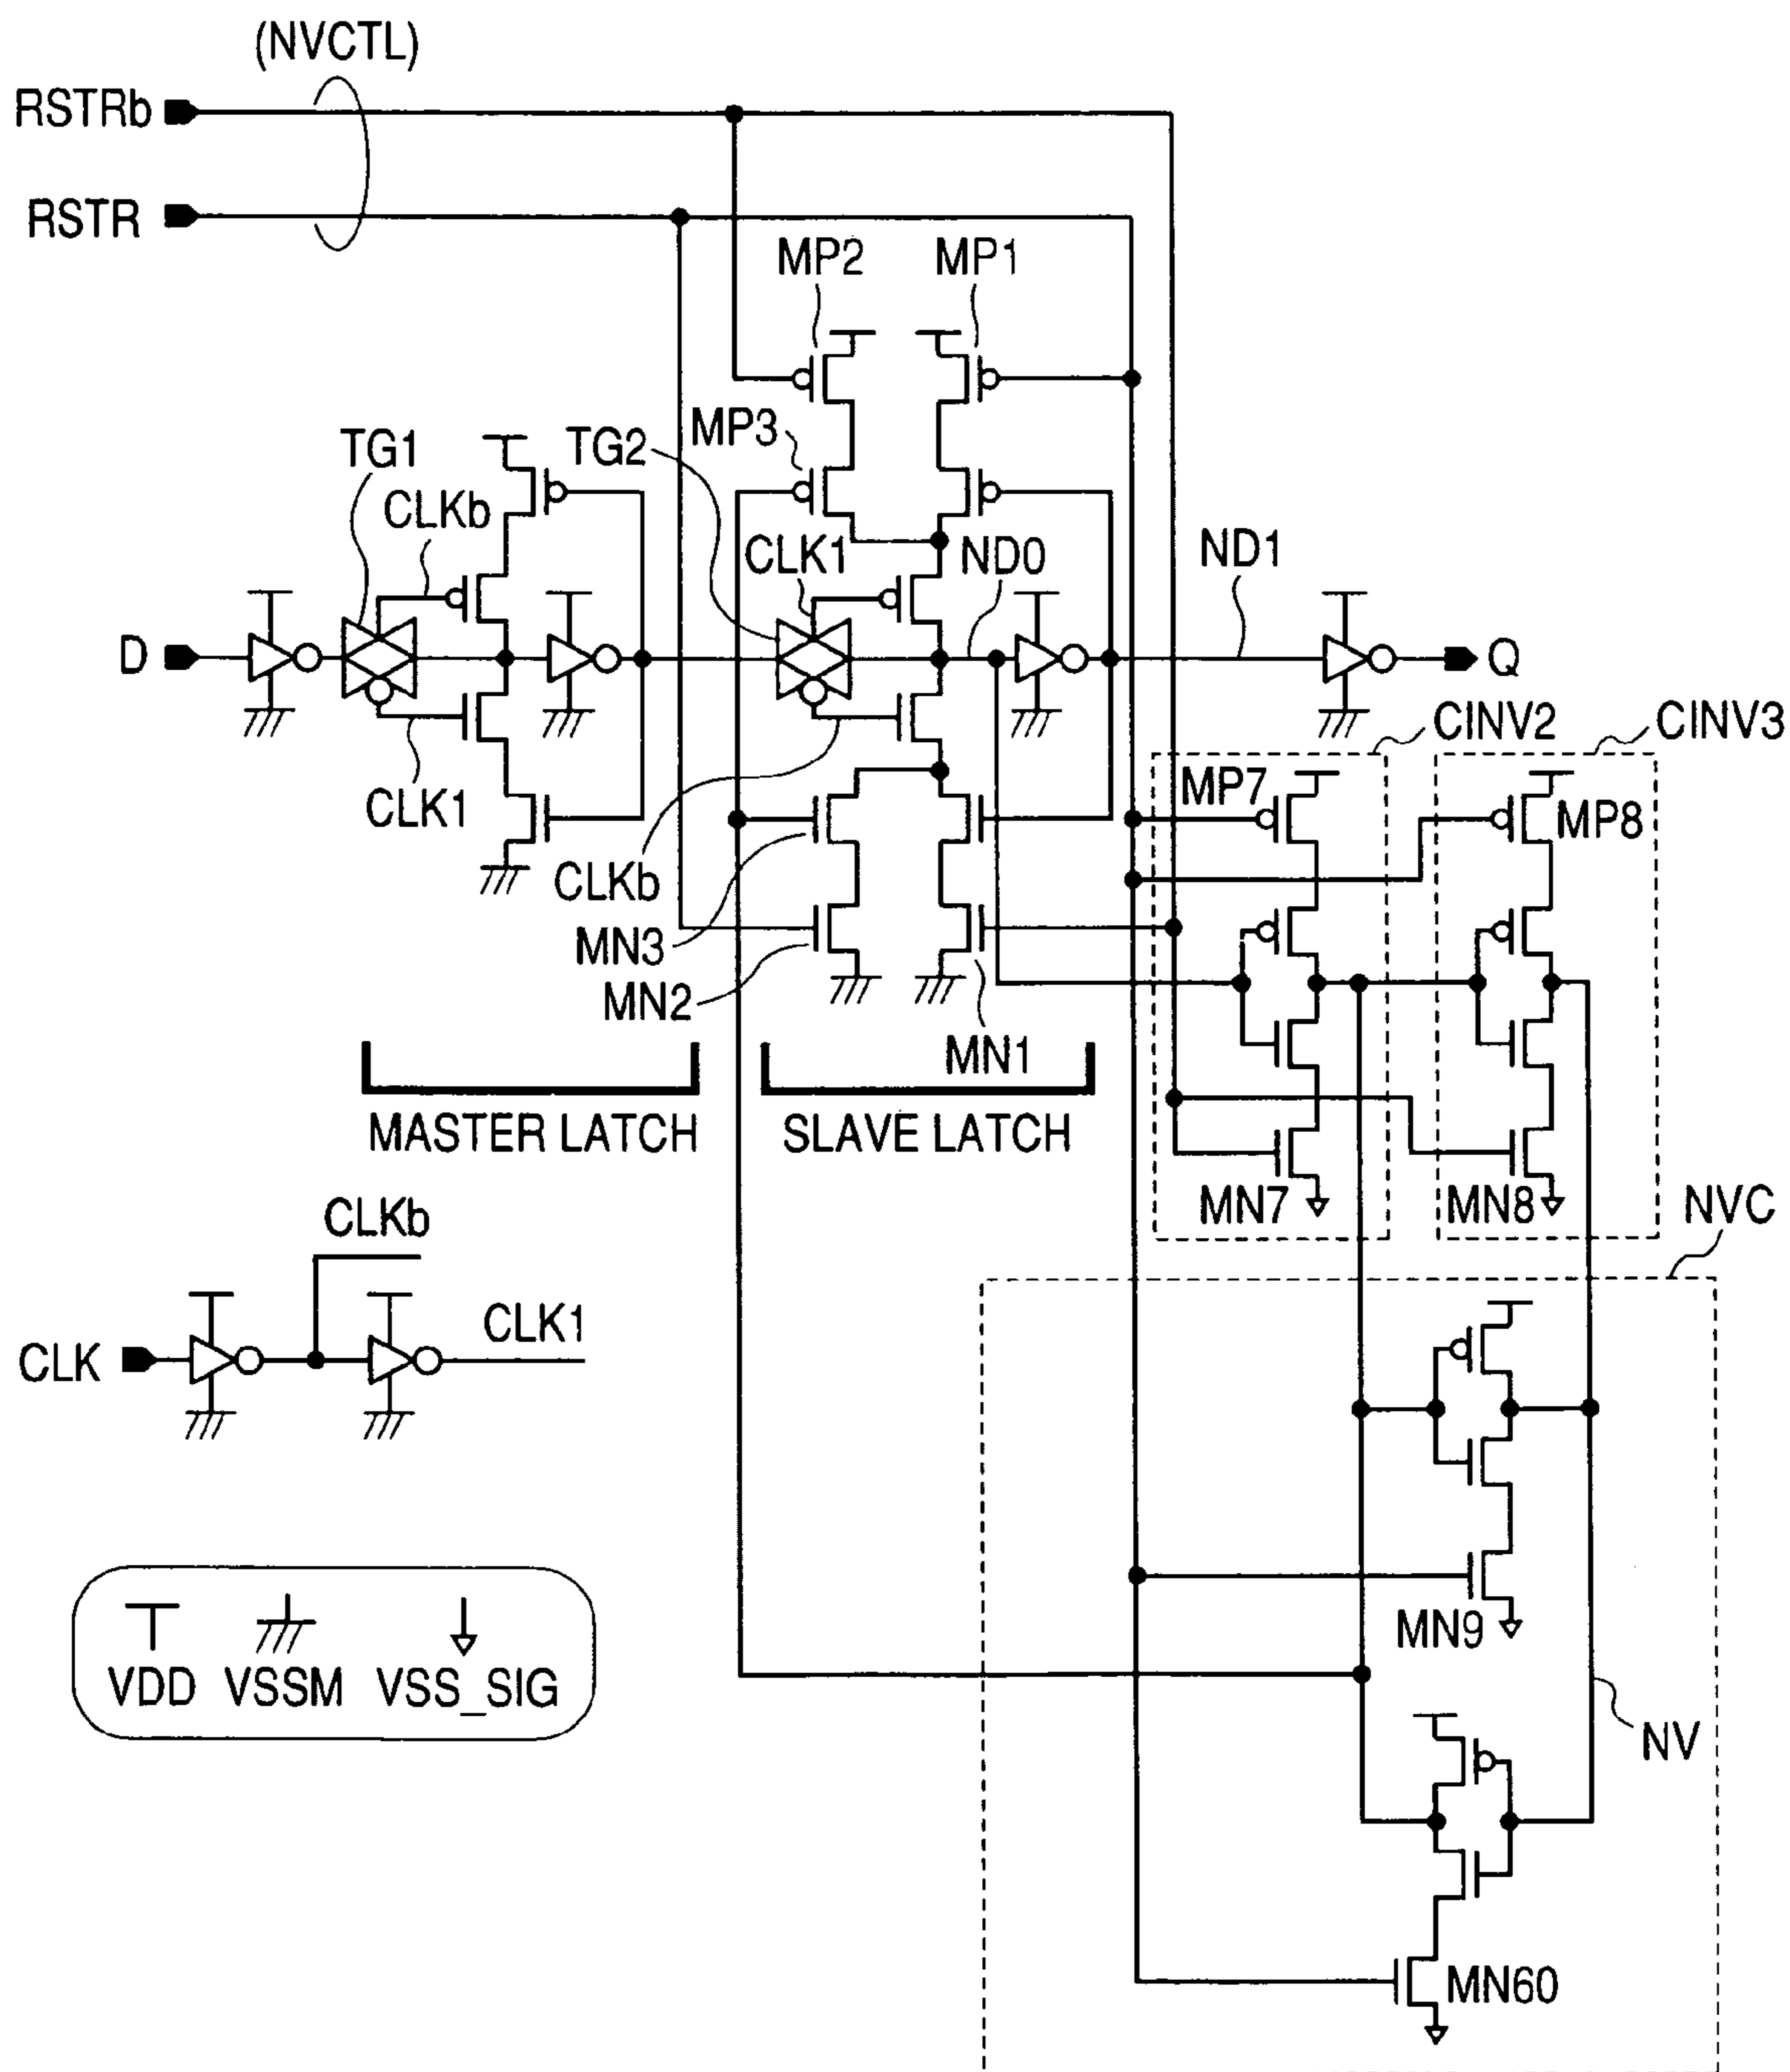 (NVCTL)
RSTRb
RSTR
MP2
MP1
MP3
TG1
TG2
CLKb
CLK1
ND0
ND1
D
Q
CINV2
CINV3
MP7
MP8
CLK1
CLKb
MN3
MN2
MN1
MASTER LATCH
SLAVE LATCH
MN7
MN8
NVC
CLKb
CLK
CLK1
MN9
VDD
VSSM
VSS_SIG
NV
MN60